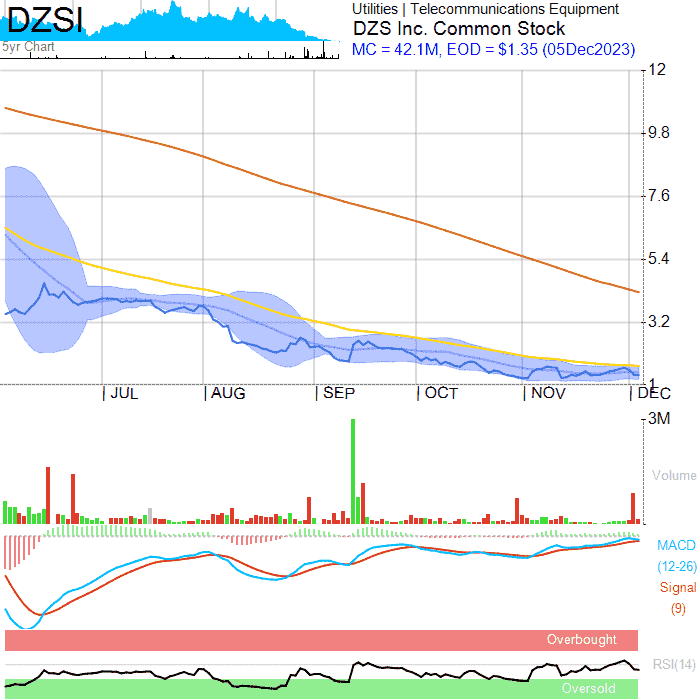 DZSI
5yr Chart
Utilities | Telecommunications Equipment
DZS Inc. Common Stock
MC = 42.1M, EOD = $1.35 (05Dec2023)
12
9.8
7.6
5.4
3.2
1
JUL
AUG
SEP
OCT
NOV
DEC
3M
Volume
MACD
(12-26)
Signal
(9)
Overbought
RSI(14)
Oversold